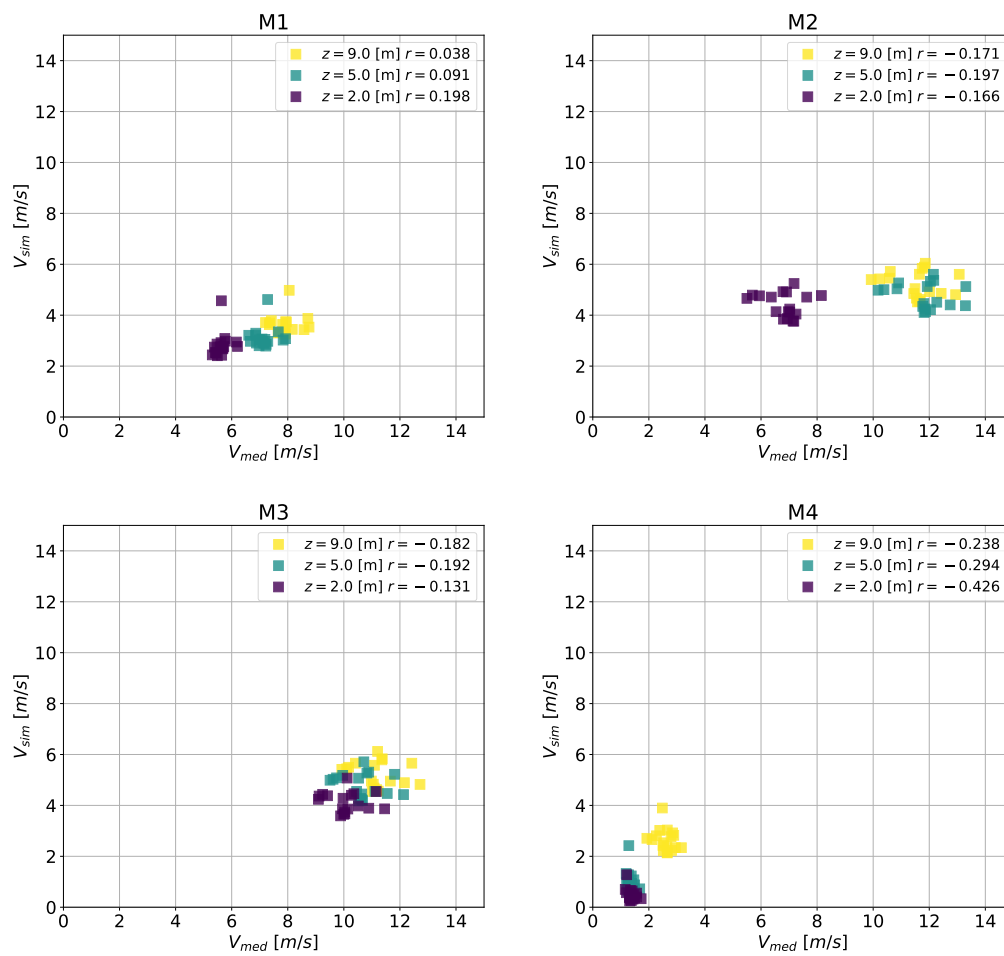 M1
z = 9.0 [m] r = 0.038
z = 5.0 [m] r = 0.091
z = 2.0 [m] r = 0.198
14
12
10
8
6
4
2
0
V_sim [m/s]
0 2 4 6 8 10 12 14
V_med [m/s]
M2
z = 9.0 [m] r = −0.171
z = 5.0 [m] r = −0.197
z = 2.0 [m] r = −0.166
14
12
10
8
6
4
2
0
V_sim [m/s]
0 2 4 6 8 10 12 14
V_med [m/s]
M3
z = 9.0 [m] r = −0.182
z = 5.0 [m] r = −0.192
z = 2.0 [m] r = −0.131
14
12
10
8
6
4
2
0
V_sim [m/s]
0 2 4 6 8 10 12 14
V_med [m/s]
M4
z = 9.0 [m] r = −0.238
z = 5.0 [m] r = −0.294
z = 2.0 [m] r = −0.426
14
12
10
8
6
4
2
0
V_sim [m/s]
0 2 4 6 8 10 12 14
V_med [m/s]